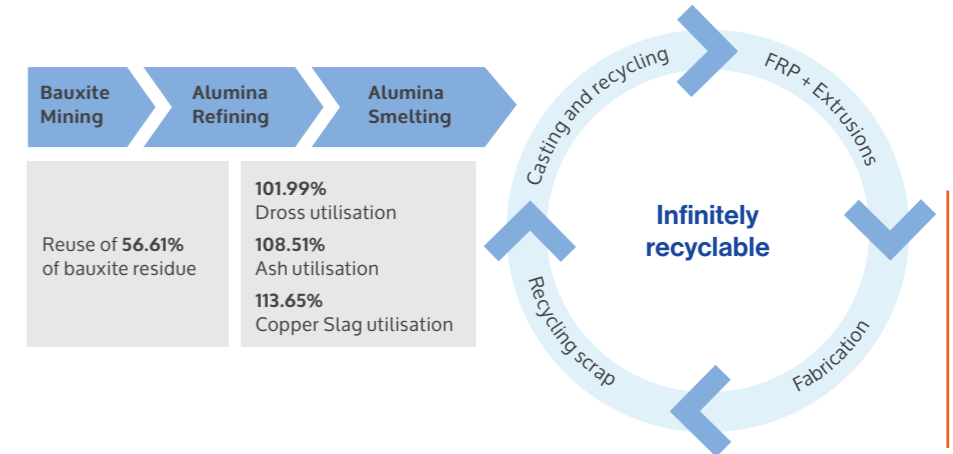 Bauxite
Mining
Alumina
Refining
Alumina
Smelting
Reuse of 56.61%
of bauxite residue
101.99%
Dross utilisation
108.51%
Ash utilisation
113.65%
Copper Slag utilisation
Casting and recycling
FRP + Extrusions
Fabrication
Recycling scrap
Infinitely
recyclable